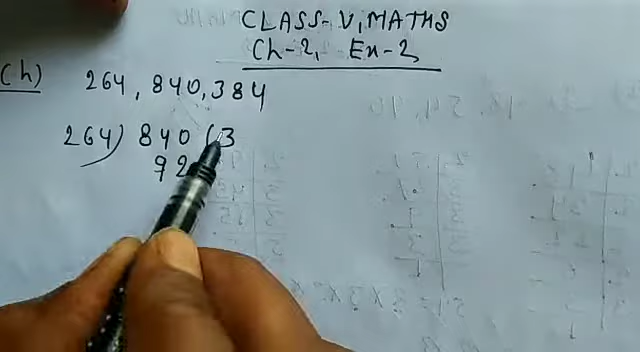 CLASS-V, MATHS
Ch-2, Ex-2
(h) 264, 840, 384
264) 840 (3
92